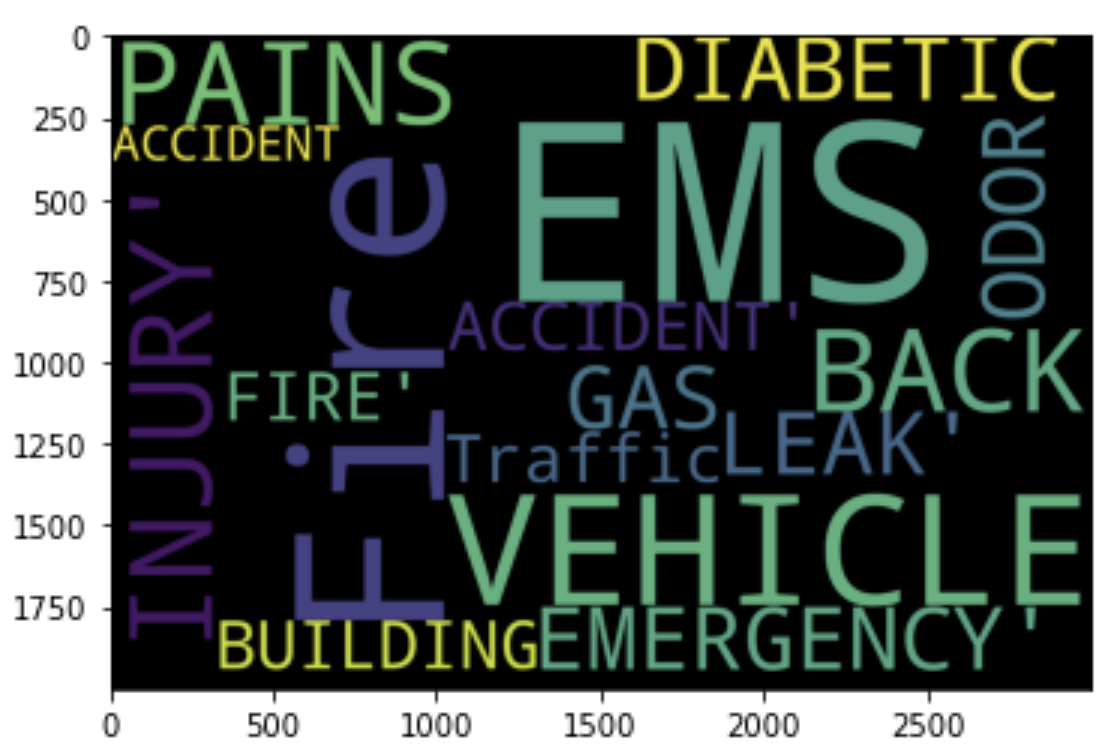 0
250
500
750
1000
1250
1500
1750
PAINS
DIABETIC
ACCIDENT
EMS
ODOR
INJURY'
Fire
ACCIDENT'
BACK
FIRE'
GAS
LEAK'
Traffic
VEHICLE
BUILDING
EMERGENCY'
0 500 1000 1500 2000 2500